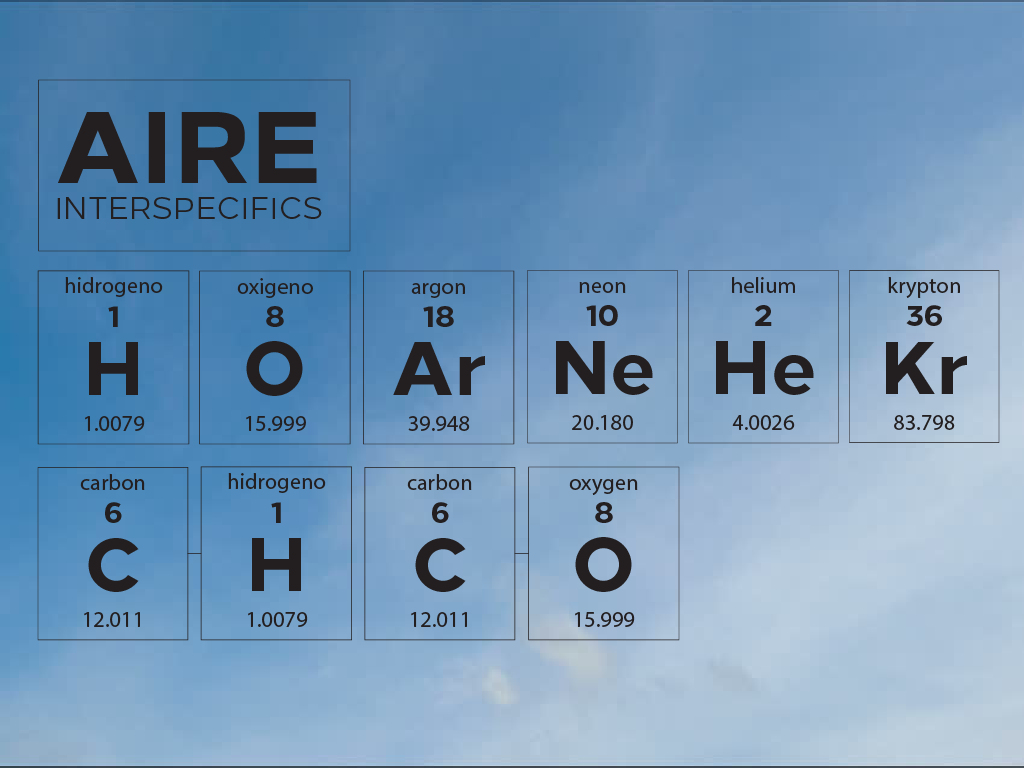 AIRE
INTERSPECIFICS
hidrogeno
1
H
1.0079
oxigeno
8
O
15.999
argon
18
Ar
39.948
neon
10
Ne
20.180
helium
2
He
4.0026
krypton
36
Kr
83.798
carbon
6
C
12.011
hidrogeno
1
H
1.0079
carbon
6
C
12.011
oxygen
8
O
15.999